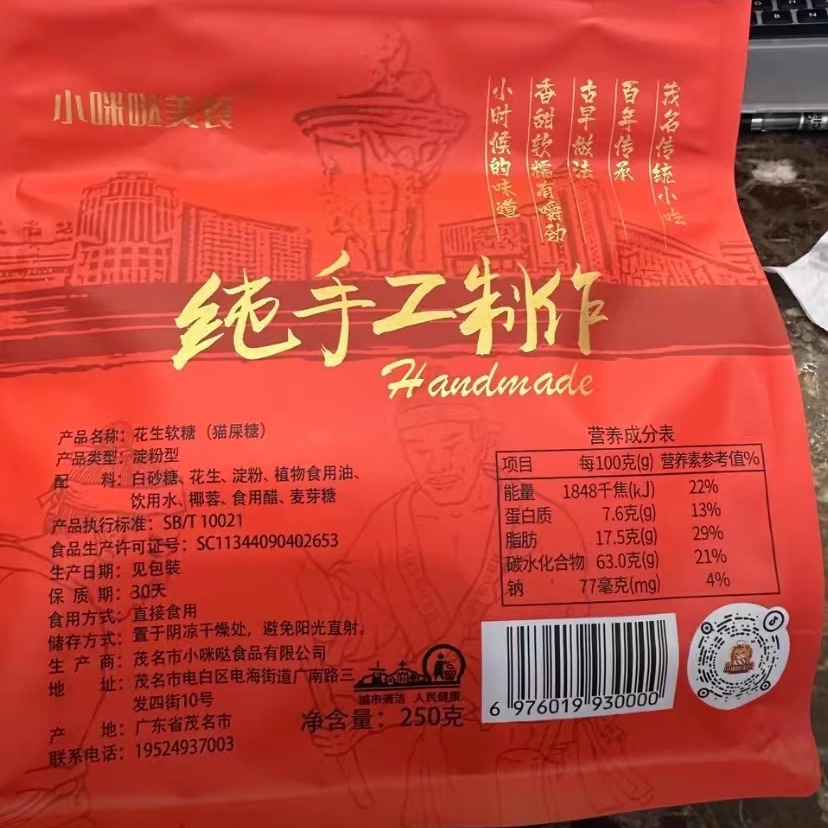 小咪哒美食
茂名传统小吃
百年传承
古早做法
香甜软糯有嚼劲
小时候的味道
纯手工制作
Handmade
产品名称：花生软糖（猫屎糖）
产品类型：淀粉型
配 料：白砂糖、花生、淀粉、植物食用油、
饮用水、椰蓉、食用醋、麦芽糖
产品执行标准：SB/T 10021
食品生产许可证号：SC11344090402653
生产日期：见包装
保 质 期：30天
食用方式：直接食用
储存方式：置于阴凉干燥处，避免阳光直射。
生 产 商：茂名市小咪哒食品有限公司
地 址：茂名市电白区电海街道广南路三
发四街10号
产 地：广东省茂名市
联系电话：19524937003
城市清洁 人民健康
净含量：250克
营养成分表
项目 每100克(g) 营养素参考值%
能量 1848千焦(kJ) 22%
蛋白质 7.6克(g) 13%
脂肪 17.5克(g) 29%
碳水化合物 63.0克(g) 21%
钠 77毫克(mg) 4%
6 976019 930000